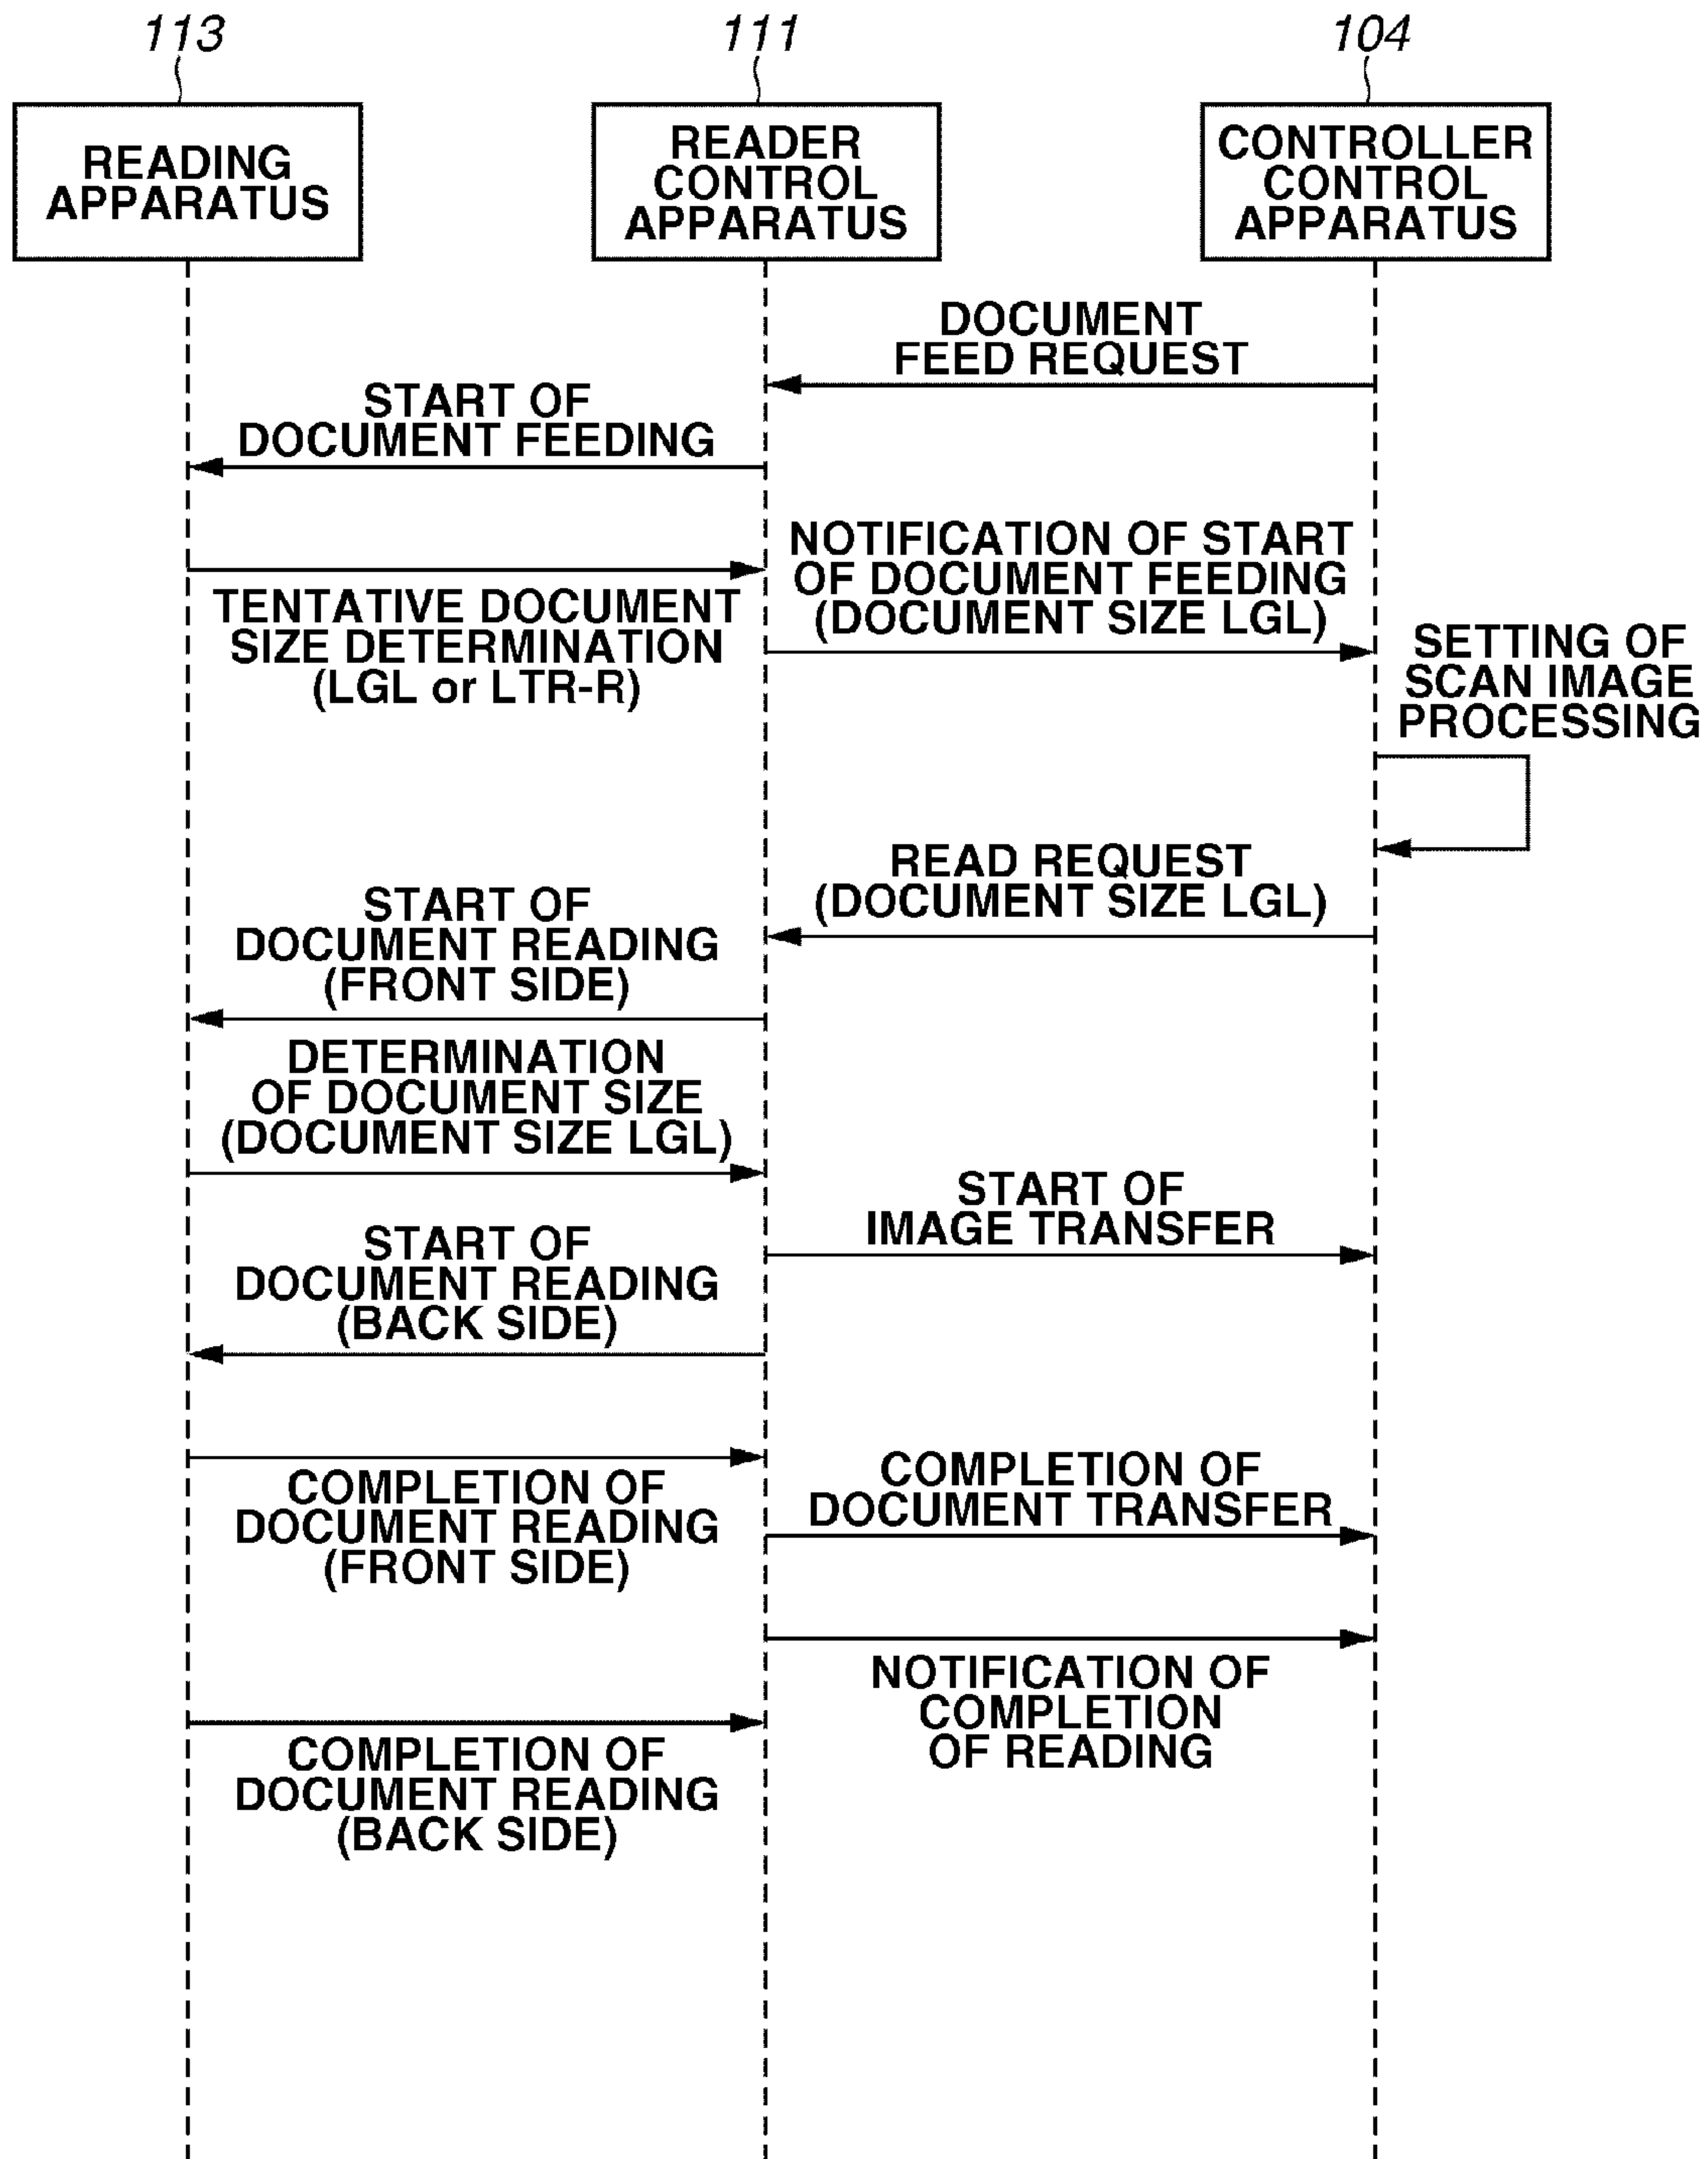 113
111
104
READING
APPARATUS
READER
CONTROL
APPARATUS
CONTROLLER
CONTROL
APPARATUS
DOCUMENT
FEED REQUEST
START OF
DOCUMENT FEEDING
NOTIFICATION OF START
OF DOCUMENT FEEDING
(DOCUMENT SIZE LGL)
TENTATIVE DOCUMENT
SIZE DETERMINATION
(LGL or LTR-R)
SETTING OF
SCAN IMAGE
PROCESSING
READ REQUEST
(DOCUMENT SIZE LGL)
START OF
DOCUMENT READING
(FRONT SIDE)
DETERMINATION
OF DOCUMENT SIZE
(DOCUMENT SIZE LGL)
START OF
IMAGE TRANSFER
START OF
DOCUMENT READING
(BACK SIDE)
COMPLETION OF
DOCUMENT TRANSFER
COMPLETION OF
DOCUMENT READING
(FRONT SIDE)
NOTIFICATION OF
COMPLETION
OF READING
COMPLETION OF
DOCUMENT READING
(BACK SIDE)